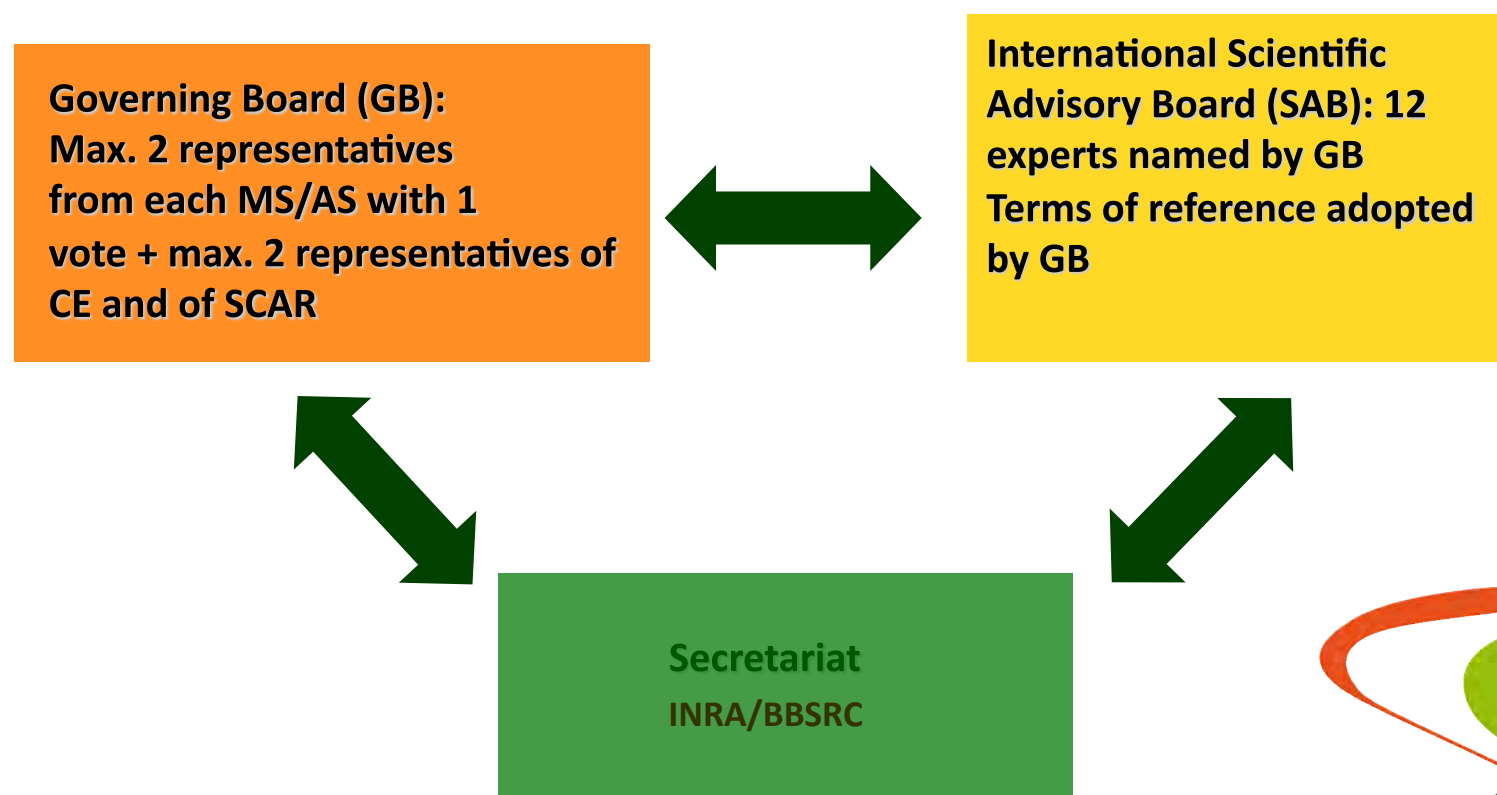 Governing Board (GB):
Max. 2 representatives
from each MS/AS with 1
vote + max. 2 representatives of
CE and of SCAR
International Scientific
Advisory Board (SAB): 12
experts named by GB
Terms of reference adopted
by GB
Secretariat
INRA/BBSRC